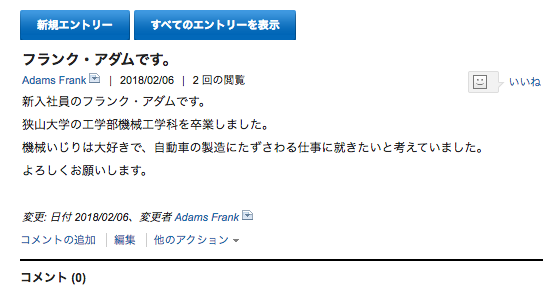 新規エントリー すべてのエントリーを表示
フランク・アダムです。
Adams Frank | 2018/02/06 | 2 回の閲覧
いいね
新入社員のフランク・アダムです。
狭山大学の工学部機械工学科を卒業しました。
機械いじりは大好きで、自動車の製造にたずさわる仕事に就きたいと考えていました。
よろしくお願いします。
変更: 日付 2018/02/06、変更者 Adams Frank
コメントの追加 | 編集 | 他のアクション
コメント (0)